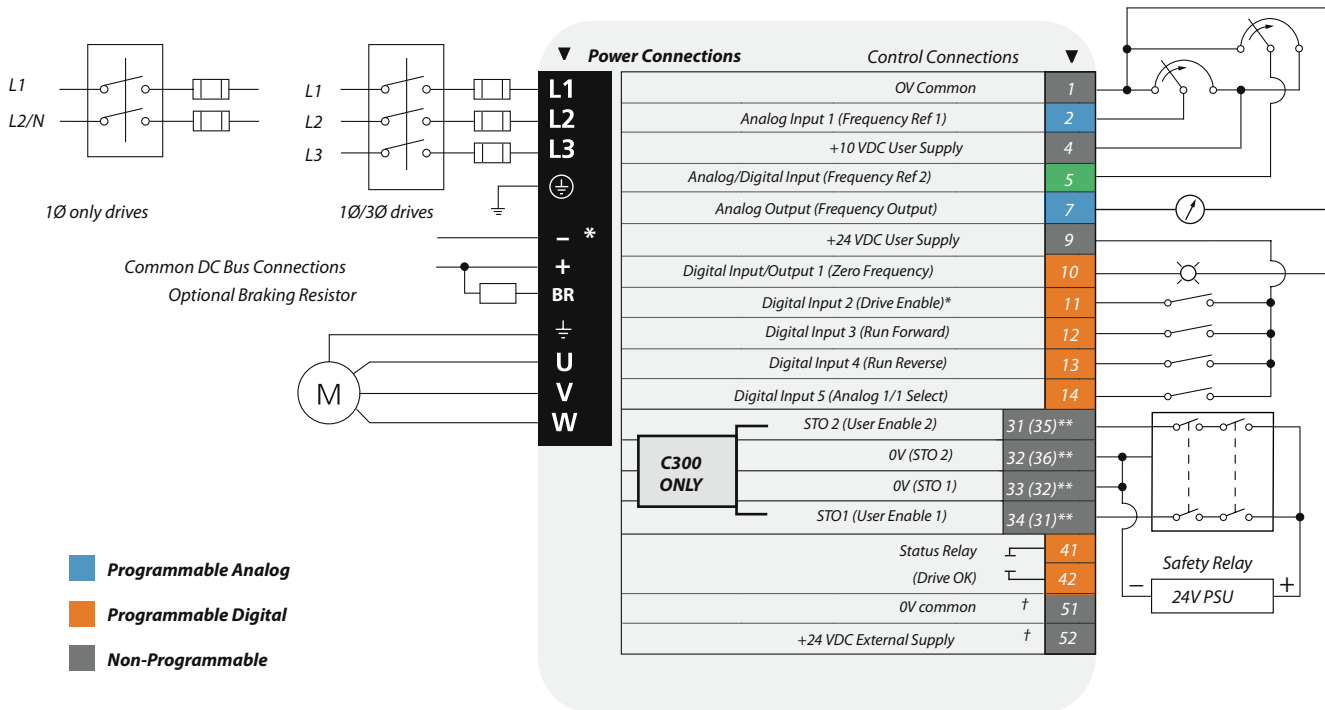 ▼ Power Connections Control Connections ▼
L1
L2/N
1Ø only drives
L1
L2
L3
1Ø/3Ø drives
Common DC Bus Connections
Optional Braking Resistor
M
L1
L2
L3
– *
+
BR
U
V
W
0V Common 1
Analog Input 1 (Frequency Ref 1) 2
+10 VDC User Supply 4
Analog/Digital Input (Frequency Ref 2) 5
Analog Output (Frequency Output) 7
+24 VDC User Supply 9
Digital Input/Output 1 (Zero Frequency) 10
Digital Input 2 (Drive Enable)* 11
Digital Input 3 (Run Forward) 12
Digital Input 4 (Run Reverse) 13
Digital Input 5 (Analog 1/1 Select) 14
C300
ONLY
STO 2 (User Enable 2) 31 (35)**
0V (STO 2) 32 (36)**
0V (STO 1) 33 (32)**
STO1 (User Enable 1) 34 (31)**
Status Relay 41
(Drive OK) 42
0V common † 51
+24 VDC External Supply † 52
Safety Relay
– 24V PSU +
Programmable Analog
Programmable Digital
Non-Programmable